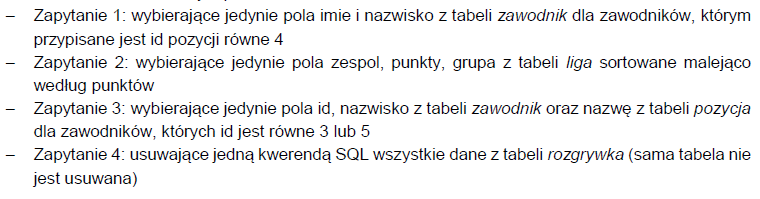 – Zapytanie 1: wybierające jedynie pola imie i nazwisko z tabeli zawodnik dla zawodników, którym
przypisane jest id pozycji równe 4
– Zapytanie 2: wybierające jedynie pola zespol, punkty, grupa z tabeli liga sortowane malejąco
według punktów
– Zapytanie 3: wybierające jedynie pola id, nazwisko z tabeli zawodnik oraz nazwę z tabeli pozycja
dla zawodników, których id jest równe 3 lub 5
– Zapytanie 4: usuwające jedną kwerendą SQL wszystkie dane z tabeli rozgrywka (sama tabela nie
jest usuwana)